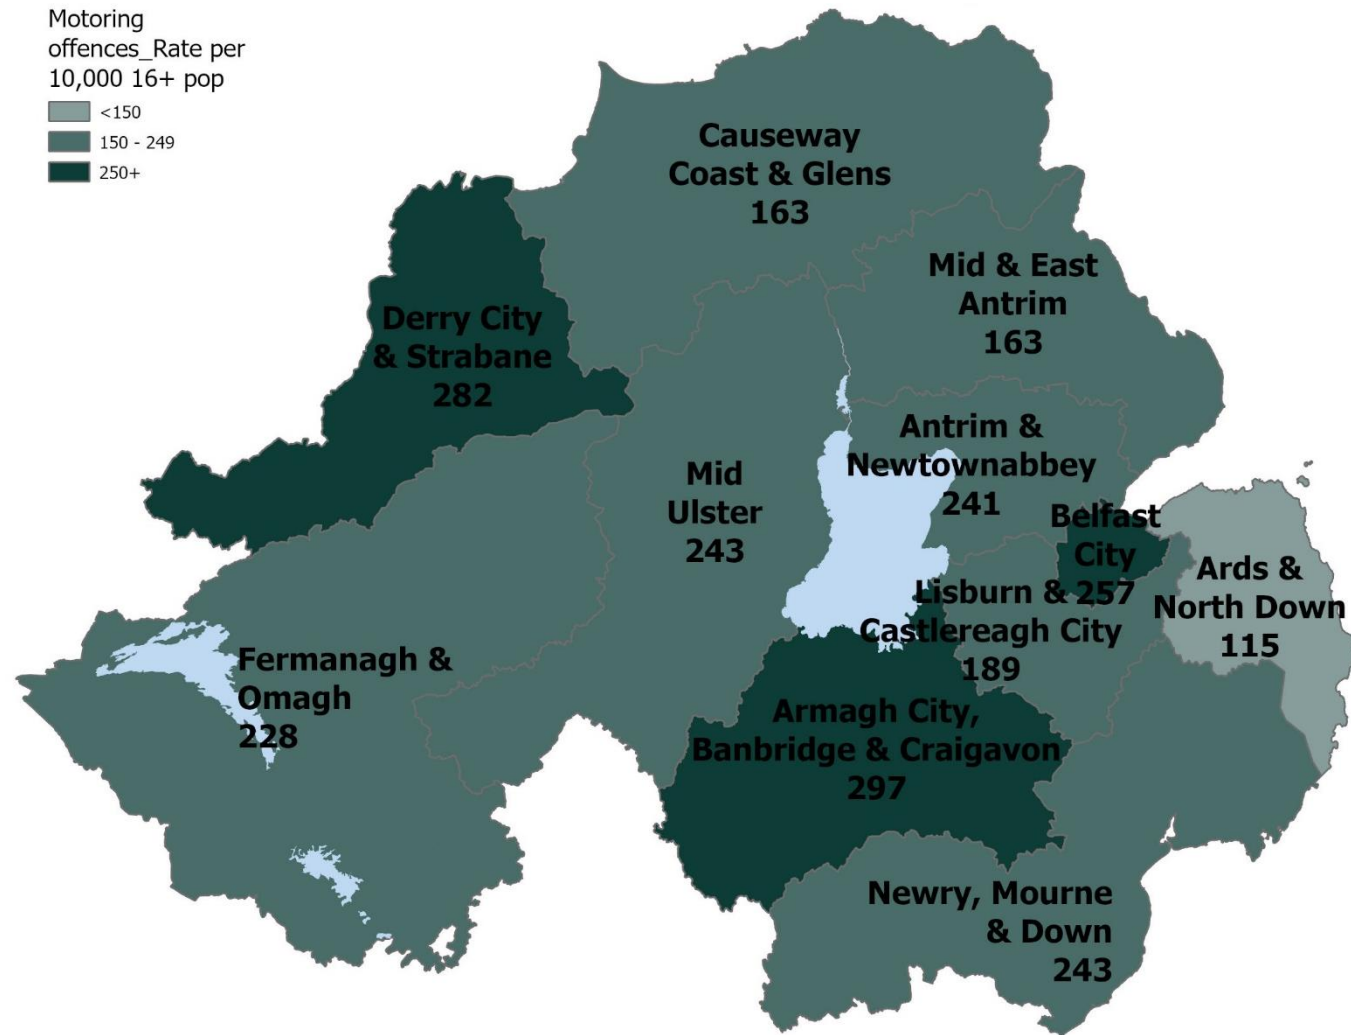 Motoring
offences_Rate per
10,000 16+ pop
<150
150 - 249
250+
Causeway
Coast & Glens
163
Mid & East
Antrim
163
Derry City
& Strabane
282
Antrim &
Newtownabbey
241
Mid
Ulster
243
Belfast
City
257
Ards &
North Down
115
Lisburn &
Castlereagh City
189
Fermanagh &
Omagh
228
Armagh City,
Banbridge & Craigavon
297
Newry, Mourne
& Down
243